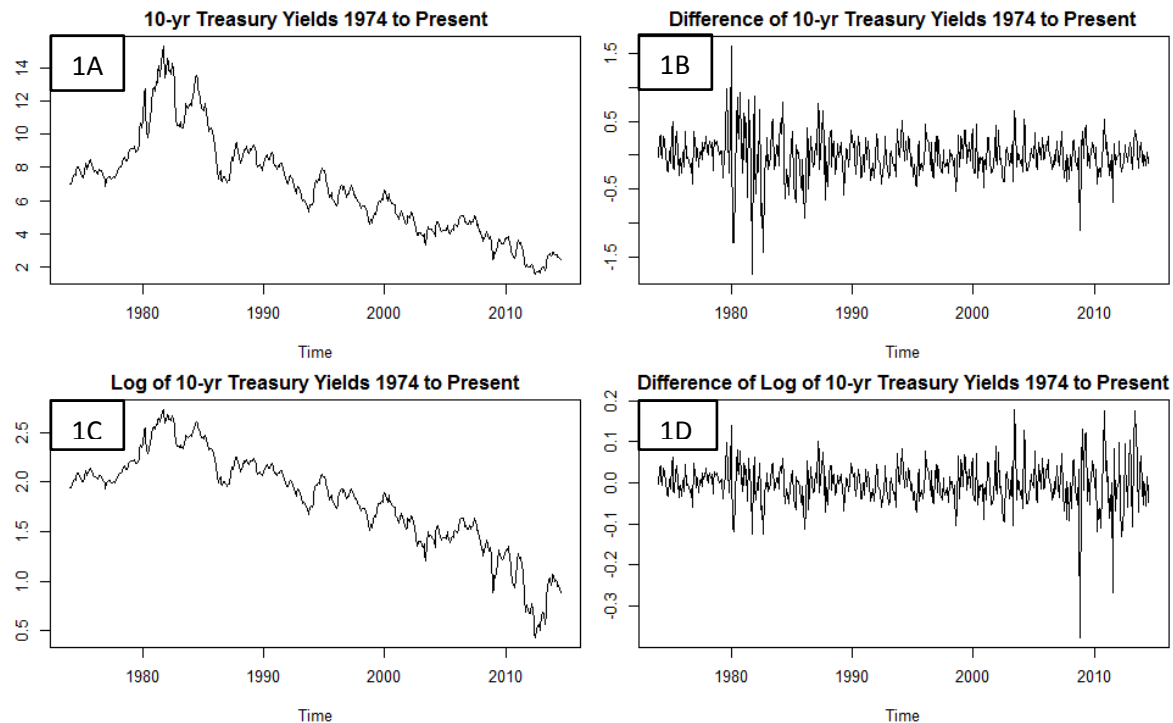 10-yr Treasury Yields 1974 to Present
1A
14
12
10
8
6
4
2
1980 1990 2000 2010
Time
Difference of 10-yr Treasury Yields 1974 to Present
1B
1.5
0.5
-0.5
-1.5
1980 1990 2000 2010
Time
Log of 10-yr Treasury Yields 1974 to Present
1C
2.5
2.0
1.5
1.0
0.5
1980 1990 2000 2010
Time
Difference of Log of 10-yr Treasury Yields 1974 to Present
1D
0.2
0.1
0.0
-0.1
-0.2
-0.3
1980 1990 2000 2010
Time